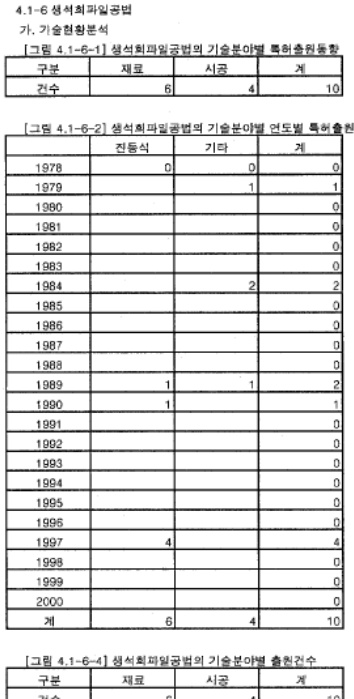 4.1-6 생석회파일공법
가. 기술현황분석
[그림 4.1-6-1] 생석회파일공법의 기술분야별 특허출원동향
구분 재료 시공 계
건수 6 4 10
[그림 4.1-6-2] 생석회파일공법의 기술분야별 연도별 특허출원
진동식 기타 계
1978 0 0 0
1979 1 1
1980 0
1981 0
1982 0
1983 0
1984 2 2
1985 0
1986 0
1987 0
1988 0
1989 1 1 2
1990 1 1
1991 0
1992 0
1993 0
1994 0
1995 0
1996 0
1997 4 4
1998 0
1999 0
2000 0
계 6 4 10
[그림 4.1-6-4] 생석회파일공법의 기술분야별 출원건수
구분 재료 시공 계